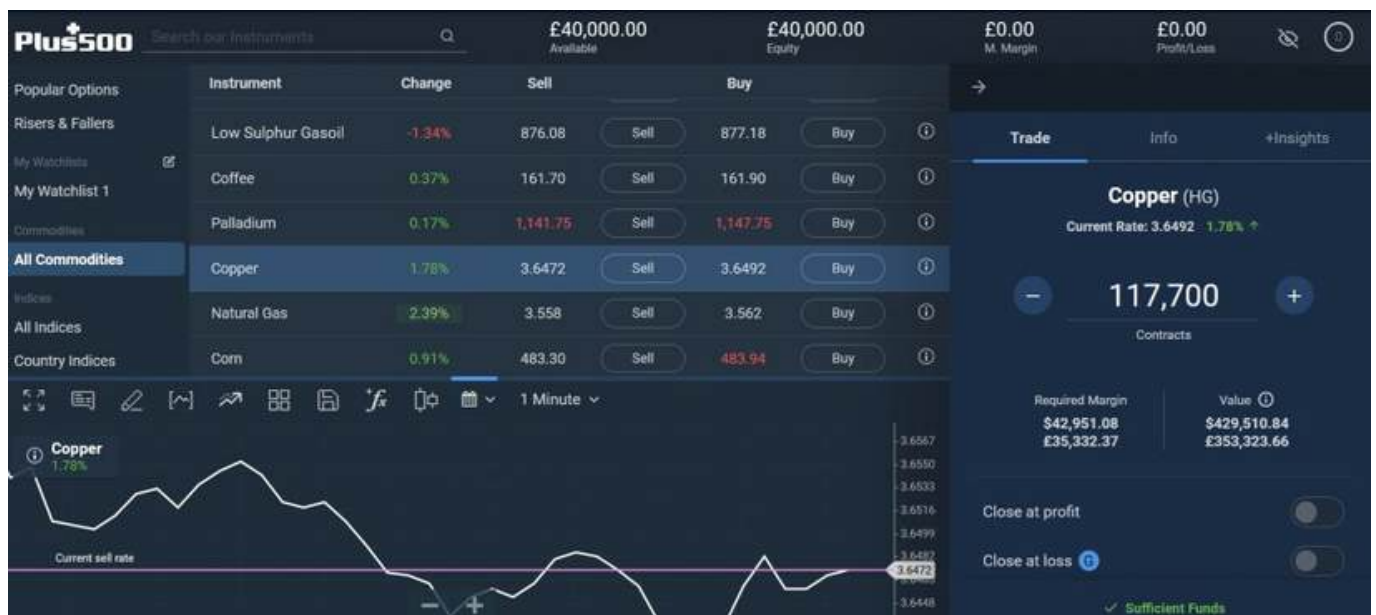 Plus500
Search our Instruments
£40,000.00
Available
£40,000.00
Equity
£0.00
M. Margin
£0.00
Profit/Loss
0
Popular Options
Risers & Fallers
My Watchlists
My Watchlist 1
Commodities
All Commodities
Indices
All Indices
Country Indices
Instrument Change Sell Buy
Low Sulphur Gasoil -1.34% 876.08 Sell 877.18 Buy
Coffee 0.37% 161.70 Sell 161.90 Buy
Palladium 0.17% 1,141.75 Sell 1,147.75 Buy
Copper 1.78% 3.6472 Sell 3.6492 Buy
Natural Gas 2.39% 3.558 Sell 3.562 Buy
Corn 0.91% 483.30 Sell 483.94 Buy
1 Minute
Copper
1.78%
Current sell rate
3.6567
3.6550
3.6533
3.6516
3.6499
3.6482
3.6472
3.6448
Trade Info +Insights
Copper (HG)
Current Rate: 3.6492 1.78%
− 117,700 +
Contracts
Required Margin Value
$42,951.08 $429,510.84
£35,332.37 £353,323.66
Close at profit
Close at loss G
Sufficient Funds